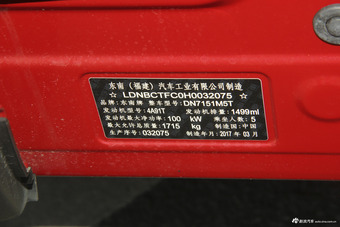 东南（福建）汽车工业有限公司制造
☆ LDNBCTFC0H0032075 ☆
品牌：东南牌 整车型号：DN7151M5T
发动机型号：4A91T 发动机排量：1499ml
发动机最大净功率：100 kW 乘坐人数：5
最大允许总质量：1715 kg 制造国：中国
生产序号：032075 制造年月：2017年03月